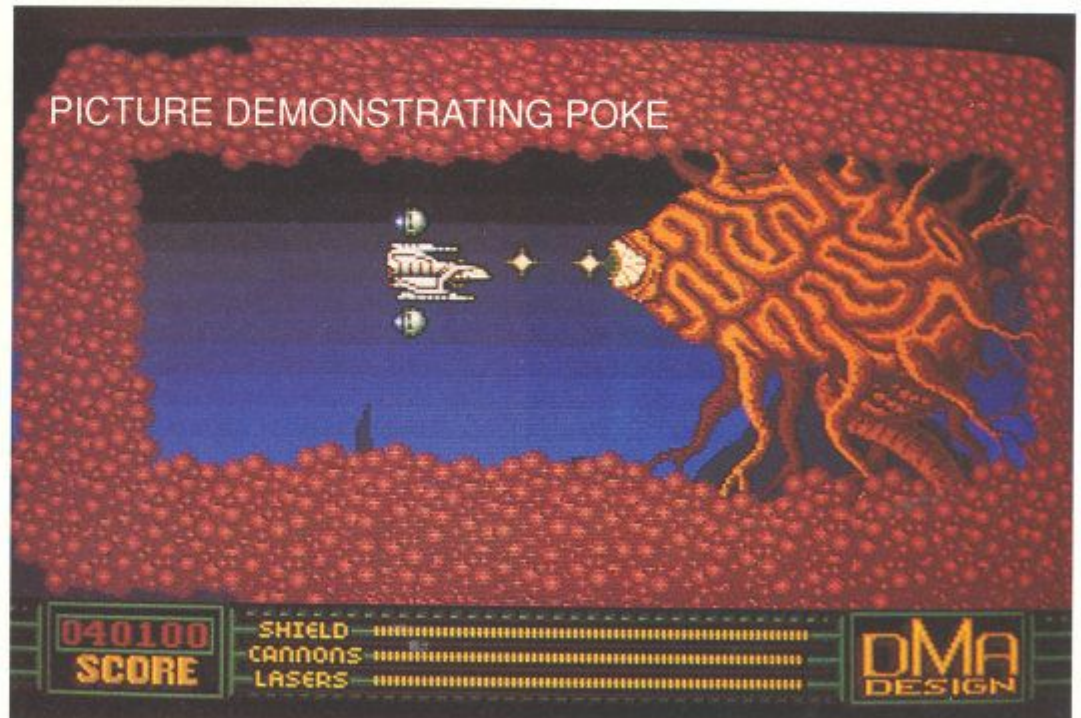 PICTURE DEMONSTRATING POKE
040100
SCORE
SHIELD
CANNONS
LASERS
DMA
DESIGN